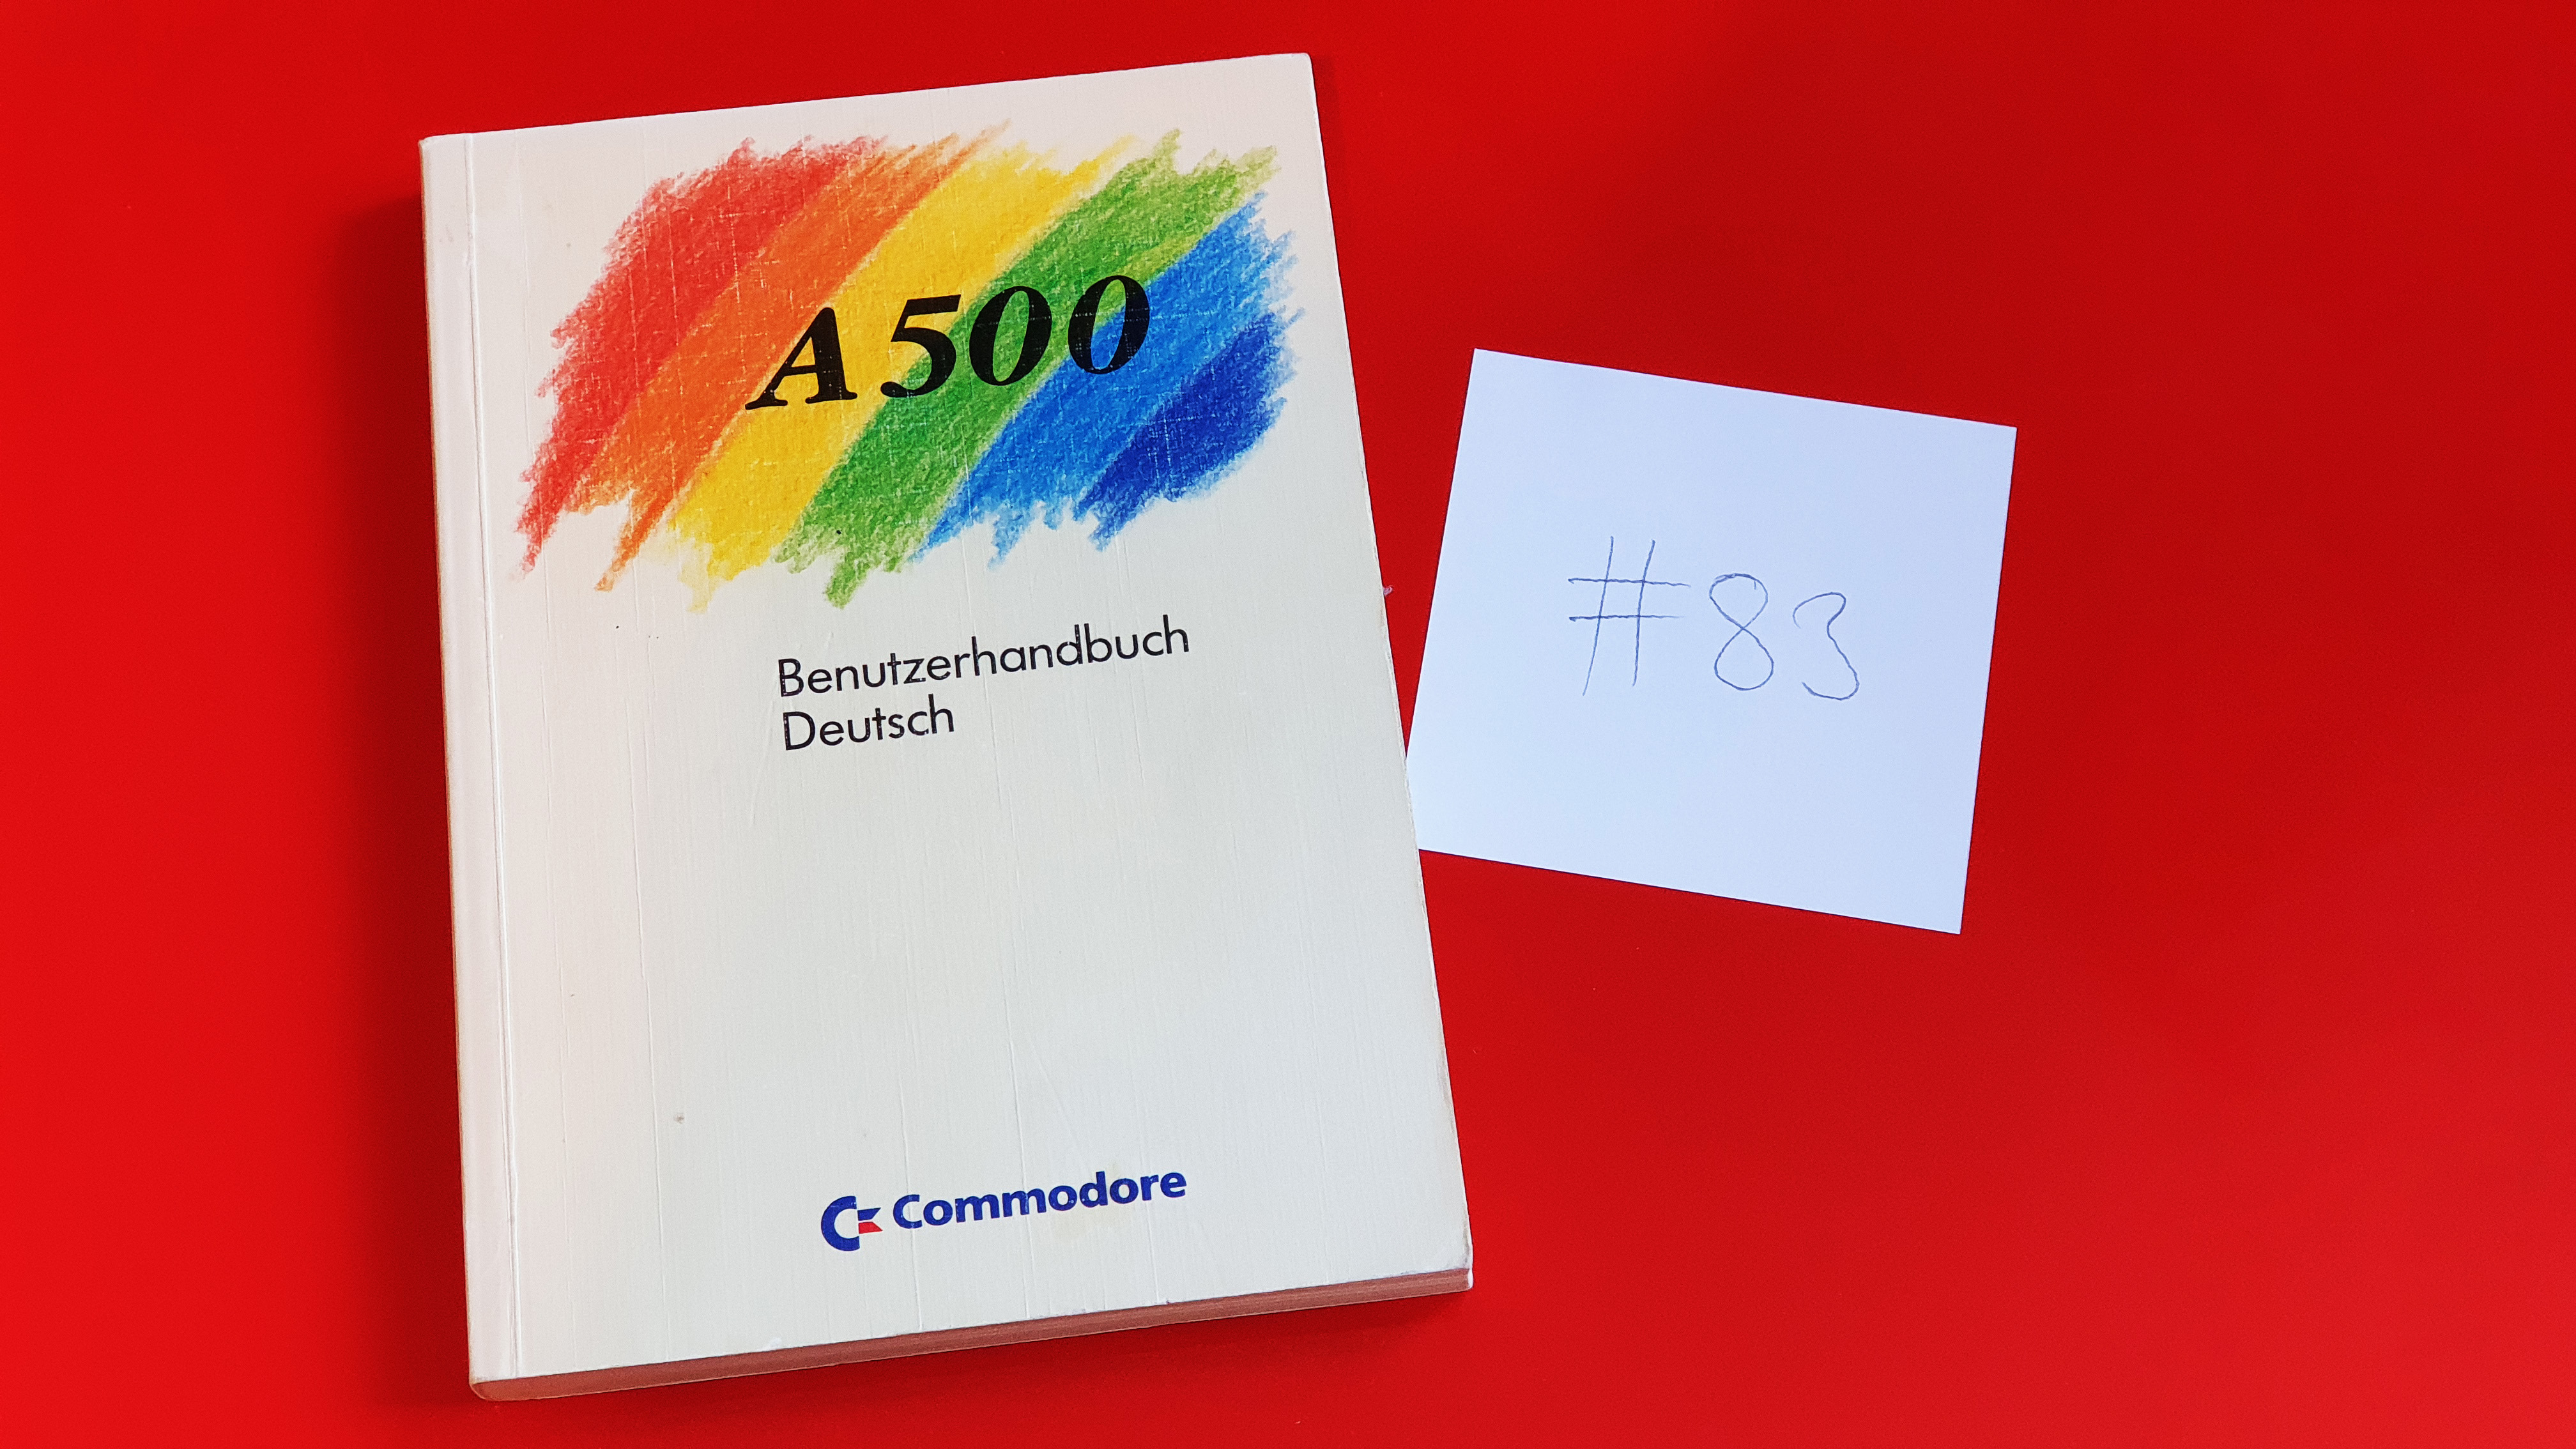 A500
Benutzerhandbuch
Deutsch
Commodore
#83